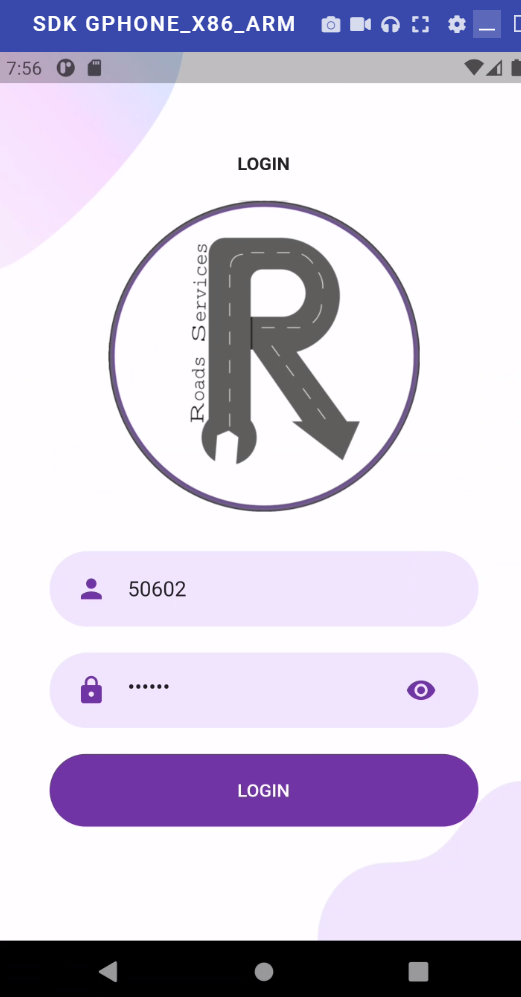 SDK GPHONE_X86_ARM
7:56
LOGIN
Roads Services
R
50602
••••••
LOGIN